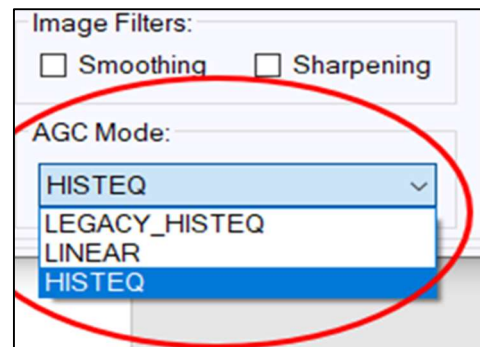 Image Filters:
Smoothing Sharpening
AGC Mode:
HISTEQ
LEGACY_HISTEQ
LINEAR
HISTEQ